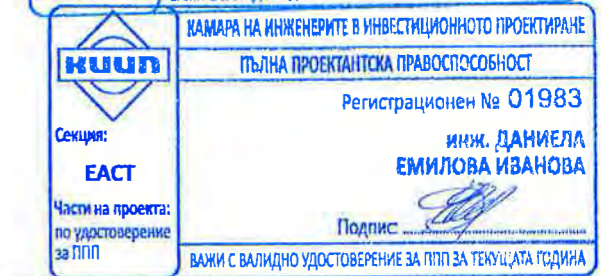 КАМАРА НА ИНЖЕНЕРИТЕ В ИНВЕСТИЦИОННОТО ПРОЕКТИРАНЕ
киип
ПЪЛНА ПРОЕКТАНТСКА ПРАВОСПОСОБНОСТ
Регистрационен № 01983
Секция:
ЕАСТ
инж. ДАНИЕЛА
ЕМИЛОВА ИВАНОВА
Части на проекта:
по удостоверение
за ППП
Подпис:
ВАЖИ С ВАЛИДНО УДОСТОВЕРЕНИЕ ЗА ППП ЗА ТЕКУЩАТА ГОДИНА